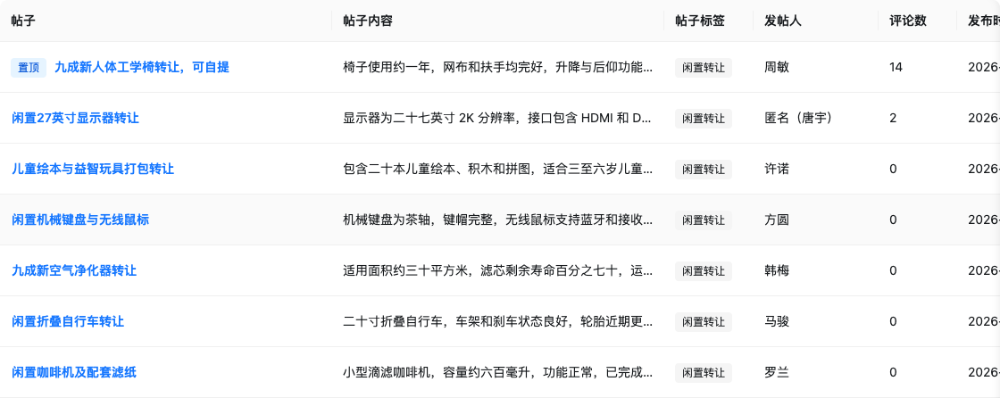 帖子 帖子内容 帖子标签 发帖人 评论数 发布时
置顶 九成新人体工学椅转让，可自提 椅子使用约一年，网布和扶手均完好，升降与后仰功能... 闲置转让 周敏 14 2026-
闲置27英寸显示器转让 显示器为二十七英寸 2K 分辨率，接口包含 HDMI 和 D... 闲置转让 匿名（唐宇） 2 2026-
儿童绘本与益智玩具打包转让 包含二十本儿童绘本、积木和拼图，适合三至六岁儿童... 闲置转让 许诺 0 2026-
闲置机械键盘与无线鼠标 机械键盘为茶轴，键帽完整，无线鼠标支持蓝牙和接收... 闲置转让 方圆 0 2026-
九成新空气净化器转让 适用面积约三十平方米，滤芯剩余寿命百分之七十，运... 闲置转让 韩梅 0 2026-
闲置折叠自行车转让 二十寸折叠自行车，车架和刹车状态良好，轮胎近期更... 闲置转让 马骏 0 2026-
闲置咖啡机及配套滤纸 小型滴滤咖啡机，容量约六百毫升，功能正常，已完成... 闲置转让 罗兰 0 2026-